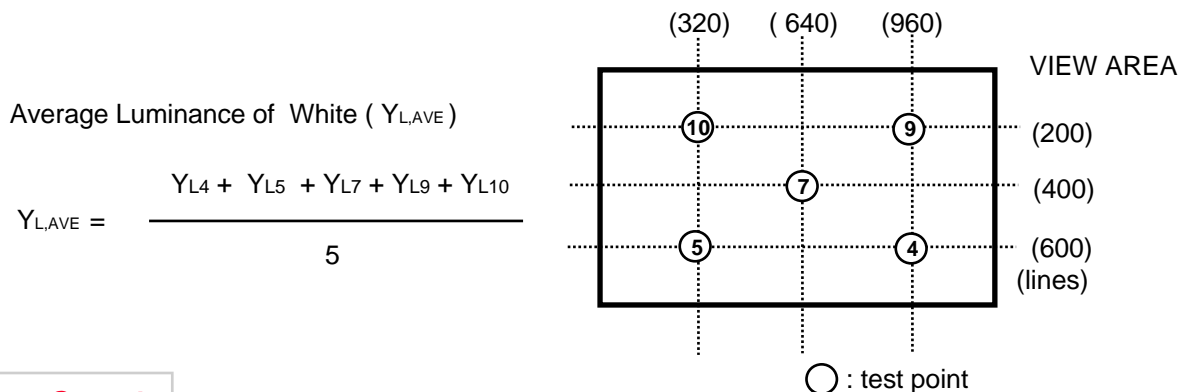 (320) ( 640) (960)
VIEW AREA
Average Luminance of White ( YL,AVE )
10 9 (200)
YL4 + YL5 + YL7 + YL9 + YL10
7 (400)
YL,AVE =
5
5 4 (600)
(lines)
: test point